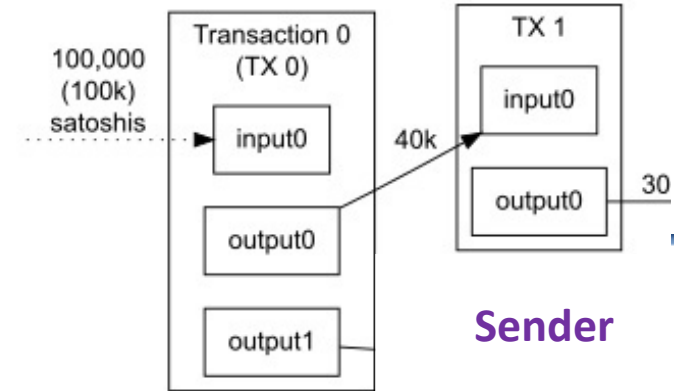 100,000
(100k)
satoshis
Transaction 0
(TX 0)
input0
output0
output1
40k
TX 1
input0
output0
30
Sender